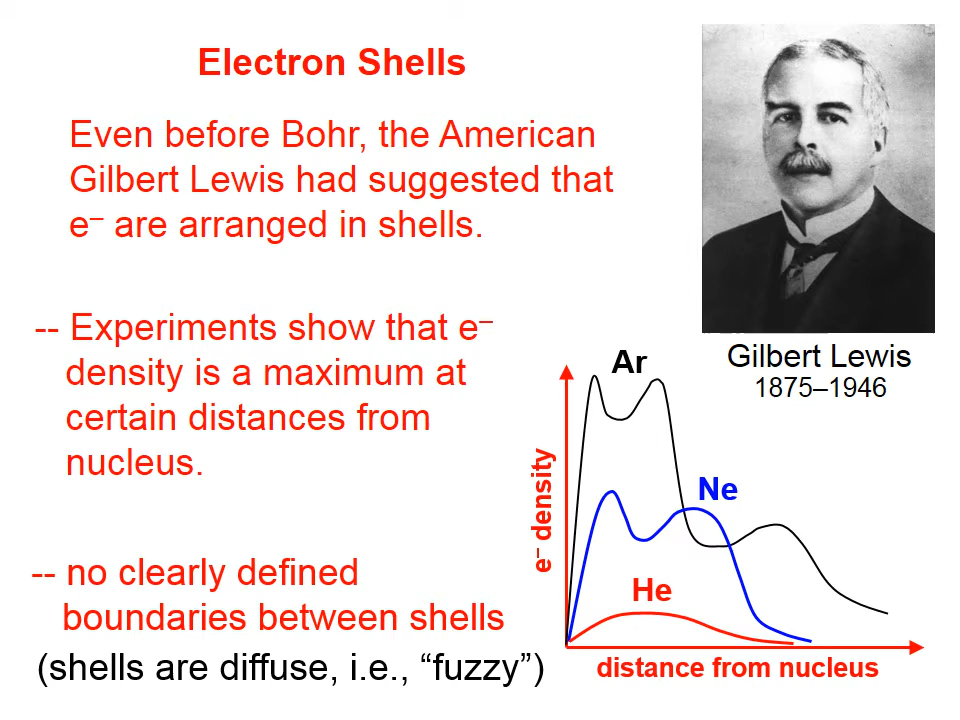 Electron Shells
Even before Bohr, the American
Gilbert Lewis had suggested that
e– are arranged in shells.
-- Experiments show that e–
density is a maximum at
certain distances from
nucleus.
-- no clearly defined
boundaries between shells
(shells are diffuse, i.e., “fuzzy”)
Gilbert Lewis
1875–1946
Ar
Ne
He
e– density
distance from nucleus